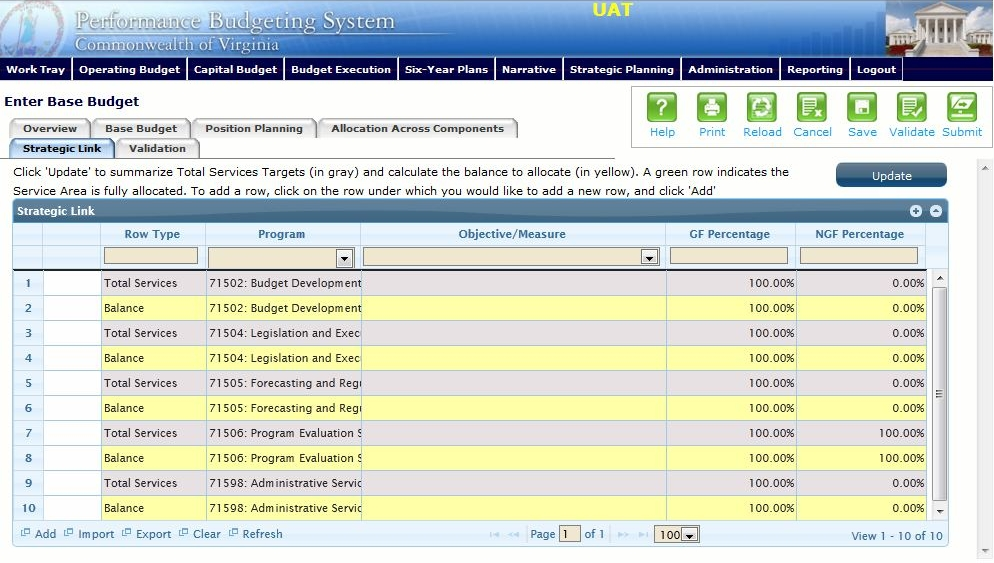 UAT
Performance Budgeting System
Commonwealth of Virginia
Work Tray Operating Budget Capital Budget Budget Execution Six-Year Plans Narrative Strategic Planning Administration Reporting Logout
Enter Base Budget
Help Print Reload Cancel Save Validate Submit
Overview Base Budget Position Planning Allocation Across Components
Strategic Link Validation
Click 'Update' to summarize Total Services Targets (in gray) and calculate the balance to allocate (in yellow). A green row indicates the
Service Area is fully allocated. To add a row, click on the row under which you would like to add a new row, and click 'Add'
Update
Strategic Link
Row Type Program Objective/Measure GF Percentage NGF Percentage
1 Total Services 71502: Budget Development 100.00% 0.00%
2 Balance 71502: Budget Development 100.00% 0.00%
3 Total Services 71504: Legislation and Exec 100.00% 0.00%
4 Balance 71504: Legislation and Exec 100.00% 0.00%
5 Total Services 71505: Forecasting and Regu 100.00% 0.00%
6 Balance 71505: Forecasting and Regu 100.00% 0.00%
7 Total Services 71506: Program Evaluation S 100.00% 100.00%
8 Balance 71506: Program Evaluation S 100.00% 100.00%
9 Total Services 71598: Administrative Servic 100.00% 0.00%
10 Balance 71598: Administrative Servic 100.00% 0.00%
Add Import Export Clear Refresh Page 1 of 1 100 View 1 - 10 of 10